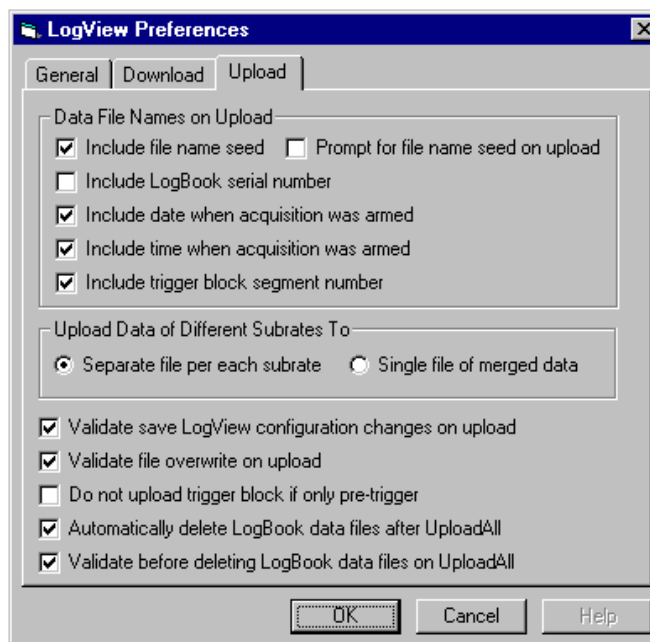 LogView Preferences
General Download Upload
Data File Names on Upload
Include file name seed Prompt for file name seed on upload
Include LogBook serial number
Include date when acquisition was armed
Include time when acquisition was armed
Include trigger block segment number
Upload Data of Different Subrates To
Separate file per each subrate Single file of merged data
Validate save LogView configuration changes on upload
Validate file overwrite on upload
Do not upload trigger block if only pre-trigger
Automatically delete LogBook data files after UploadAll
Validate before deleting LogBook data files on UploadAll
OK Cancel Help